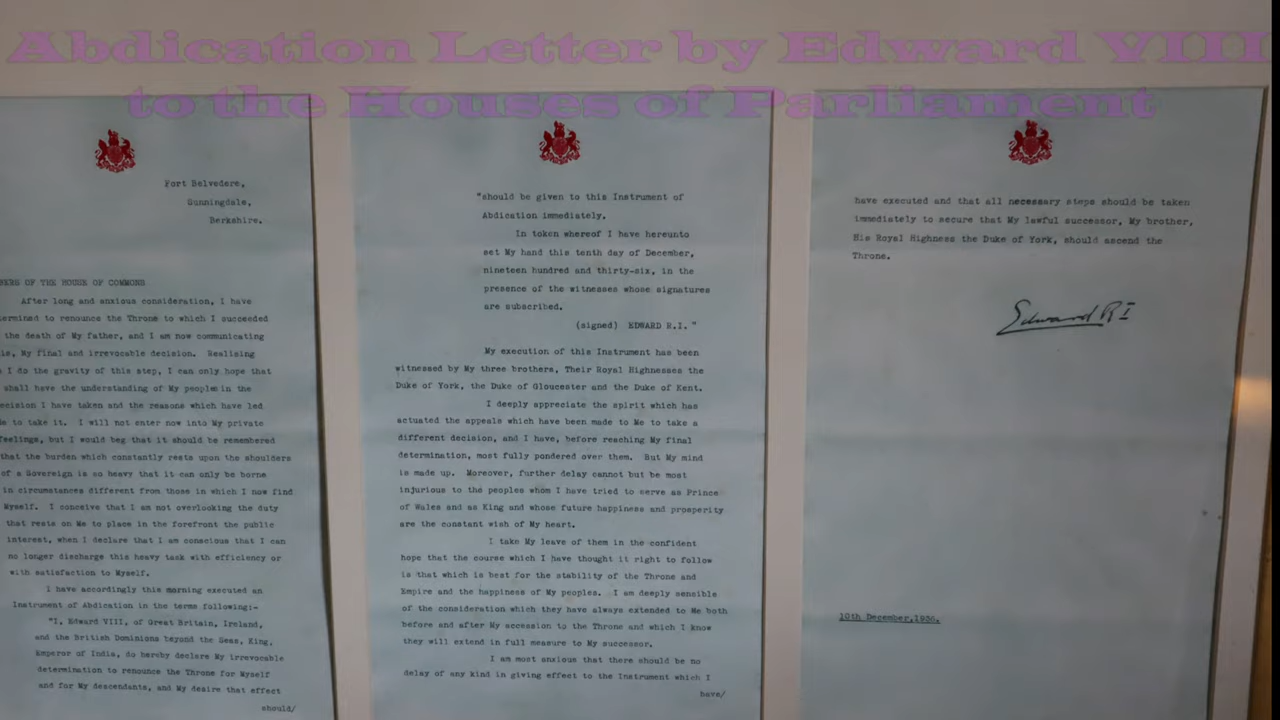 Abdication Letter by Edward VIII
to the Houses of Parliament
Fort Belvedere,
Sunningdale,
Berkshire.
BERS OF THE HOUSE OF COMMONS
After long and anxious consideration, I have
ermined to renounce the Throne to which I succeeded
the death of My father, and I am now communicating
is, My final and irrevocable decision. Realising
I do the gravity of this step, I can only hope that
shall have the understanding of My peoples in the
ecision I have taken and the reasons which have led
e to take it. I will not enter now into My private
feelings, but I would beg that it should be remembered
that the burden which constantly rests upon the shoulders
of a Sovereign is so heavy that it can only be borne
in circumstances different from those in which I now find
Myself. I conceive that I am not overlooking the duty
that rests on Me to place in the forefront the public
interest, when I declare that I am conscious that I can
no longer discharge this heavy task with efficiency or
with satisfaction to Myself.
I have accordingly this morning executed an
Instrument of Abdication in the terms following:-
"I, Edward VIII, of Great Britain, Ireland,
and the British Dominions beyond the Seas, King,
Emperor of India, do hereby declare My irrevocable
determination to renounce the Throne for Myself
and for My descendants, and My desire that effect
should/
"should be given to this Instrument of
Abdication immediately.
In token whereof I have hereunto
set My hand this tenth day of December,
nineteen hundred and thirty-six, in the
presence of the witnesses whose signatures
are subscribed.
(signed) EDWARD R.I."
My execution of this Instrument has been
witnessed by My three brothers, Their Royal Highnesses the
Duke of York, the Duke of Gloucester and the Duke of Kent.
I deeply appreciate the spirit which has
actuated the appeals which have been made to Me to take a
different decision, and I have, before reaching My final
determination, most fully pondered over them. But My mind
is made up. Moreover, further delay cannot but be most
injurious to the peoples whom I have tried to serve as Prince
of Wales and as King and whose future happiness and prosperity
are the constant wish of My heart.
I take My leave of them in the confident
hope that the course which I have thought it right to follow
is that which is best for the stability of the Throne and
Empire and the happiness of My peoples. I am deeply sensible
of the consideration which they have always extended to Me both
before and after My accession to the Throne and which I know
they will extend in full measure to My successor.
I am most anxious that there should be no
delay of any kind in giving effect to the Instrument which I
have/
have executed and that all necessary steps should be taken
immediately to secure that My lawful successor, My brother,
His Royal Highness the Duke of York, should ascend the
Throne.
Edward RI
10th December, 1936.